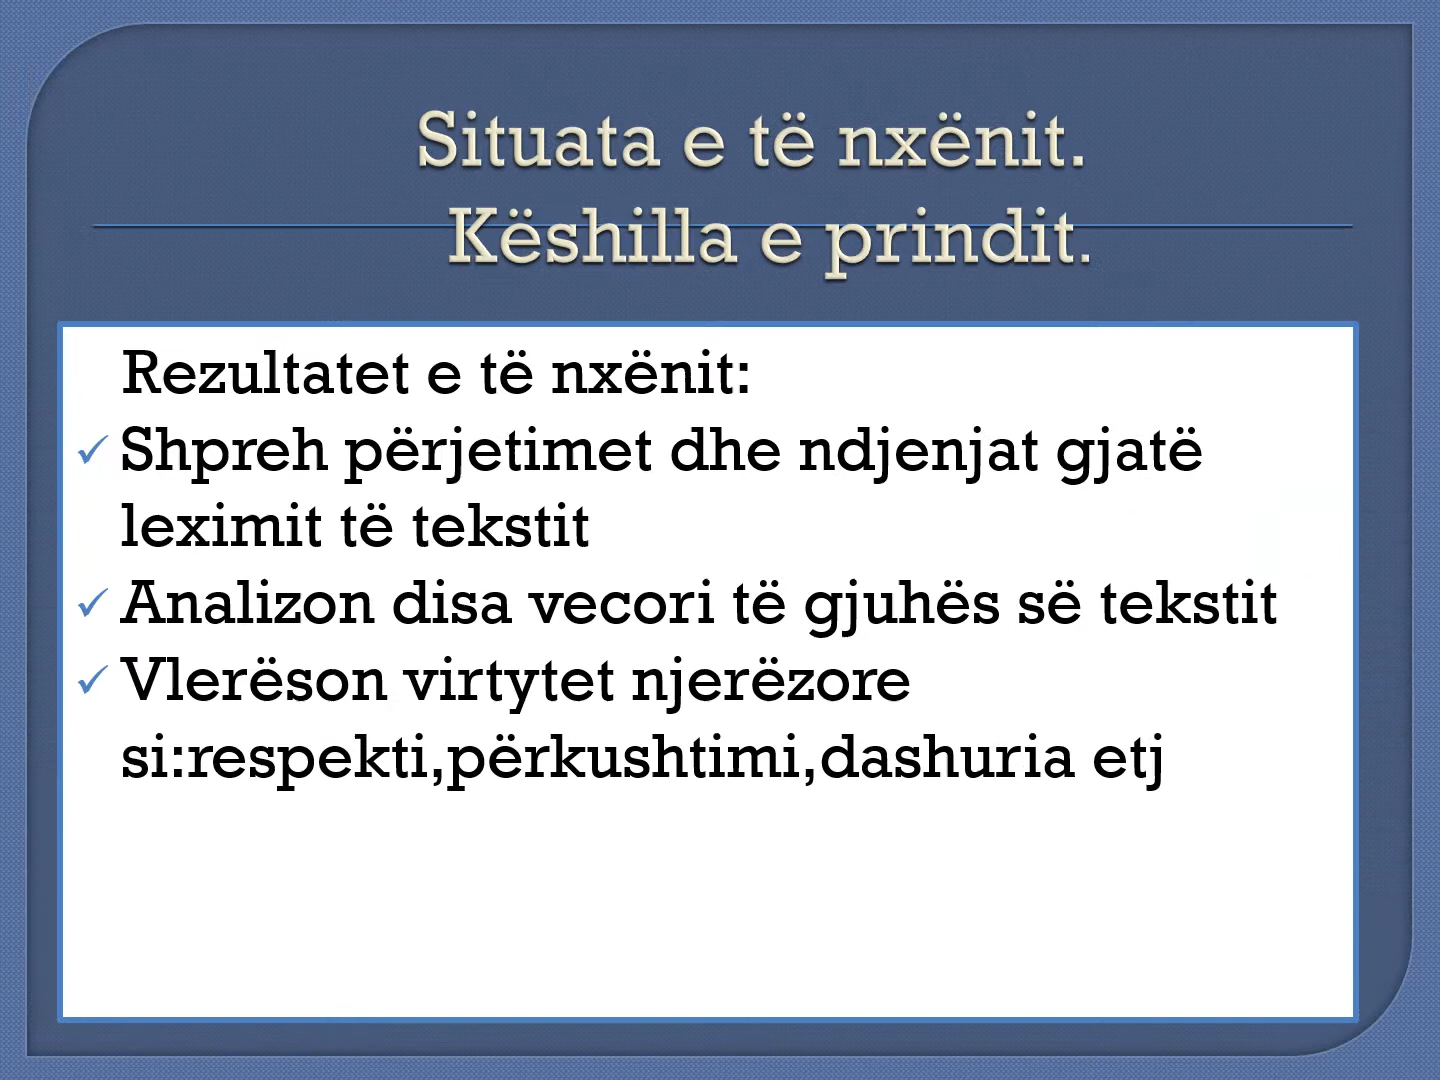 Situata e të nxënit.
Këshilla e prindit.
Rezultatet e të nxënit:
✓ Shpreh përjetimet dhe ndjenjat gjatë
leximit të tekstit
✓ Analizon disa vecori të gjuhës së tekstit
✓ Vlerëson virtytet njerëzore
si:respekti,përkushtimi,dashuria etj